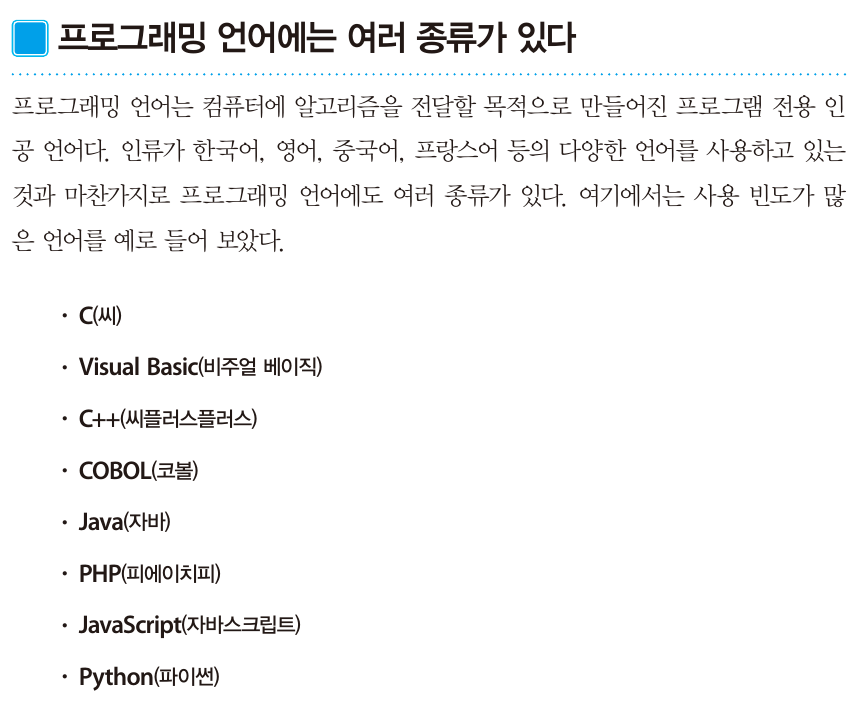 프로그래밍 언어에는 여러 종류가 있다
프로그래밍 언어는 컴퓨터에 알고리즘을 전달할 목적으로 만들어진 프로그램 전용 인
공 언어다. 인류가 한국어, 영어, 중국어, 프랑스어 등의 다양한 언어를 사용하고 있는
것과 마찬가지로 프로그래밍 언어에도 여러 종류가 있다. 여기에서는 사용 빈도가 많
은 언어를 예로 들어 보았다.
• C(씨)
• Visual Basic(비주얼 베이직)
• C++(씨플러스플러스)
• COBOL(코볼)
• Java(자바)
• PHP(피에이치피)
• JavaScript(자바스크립트)
• Python(파이썬)